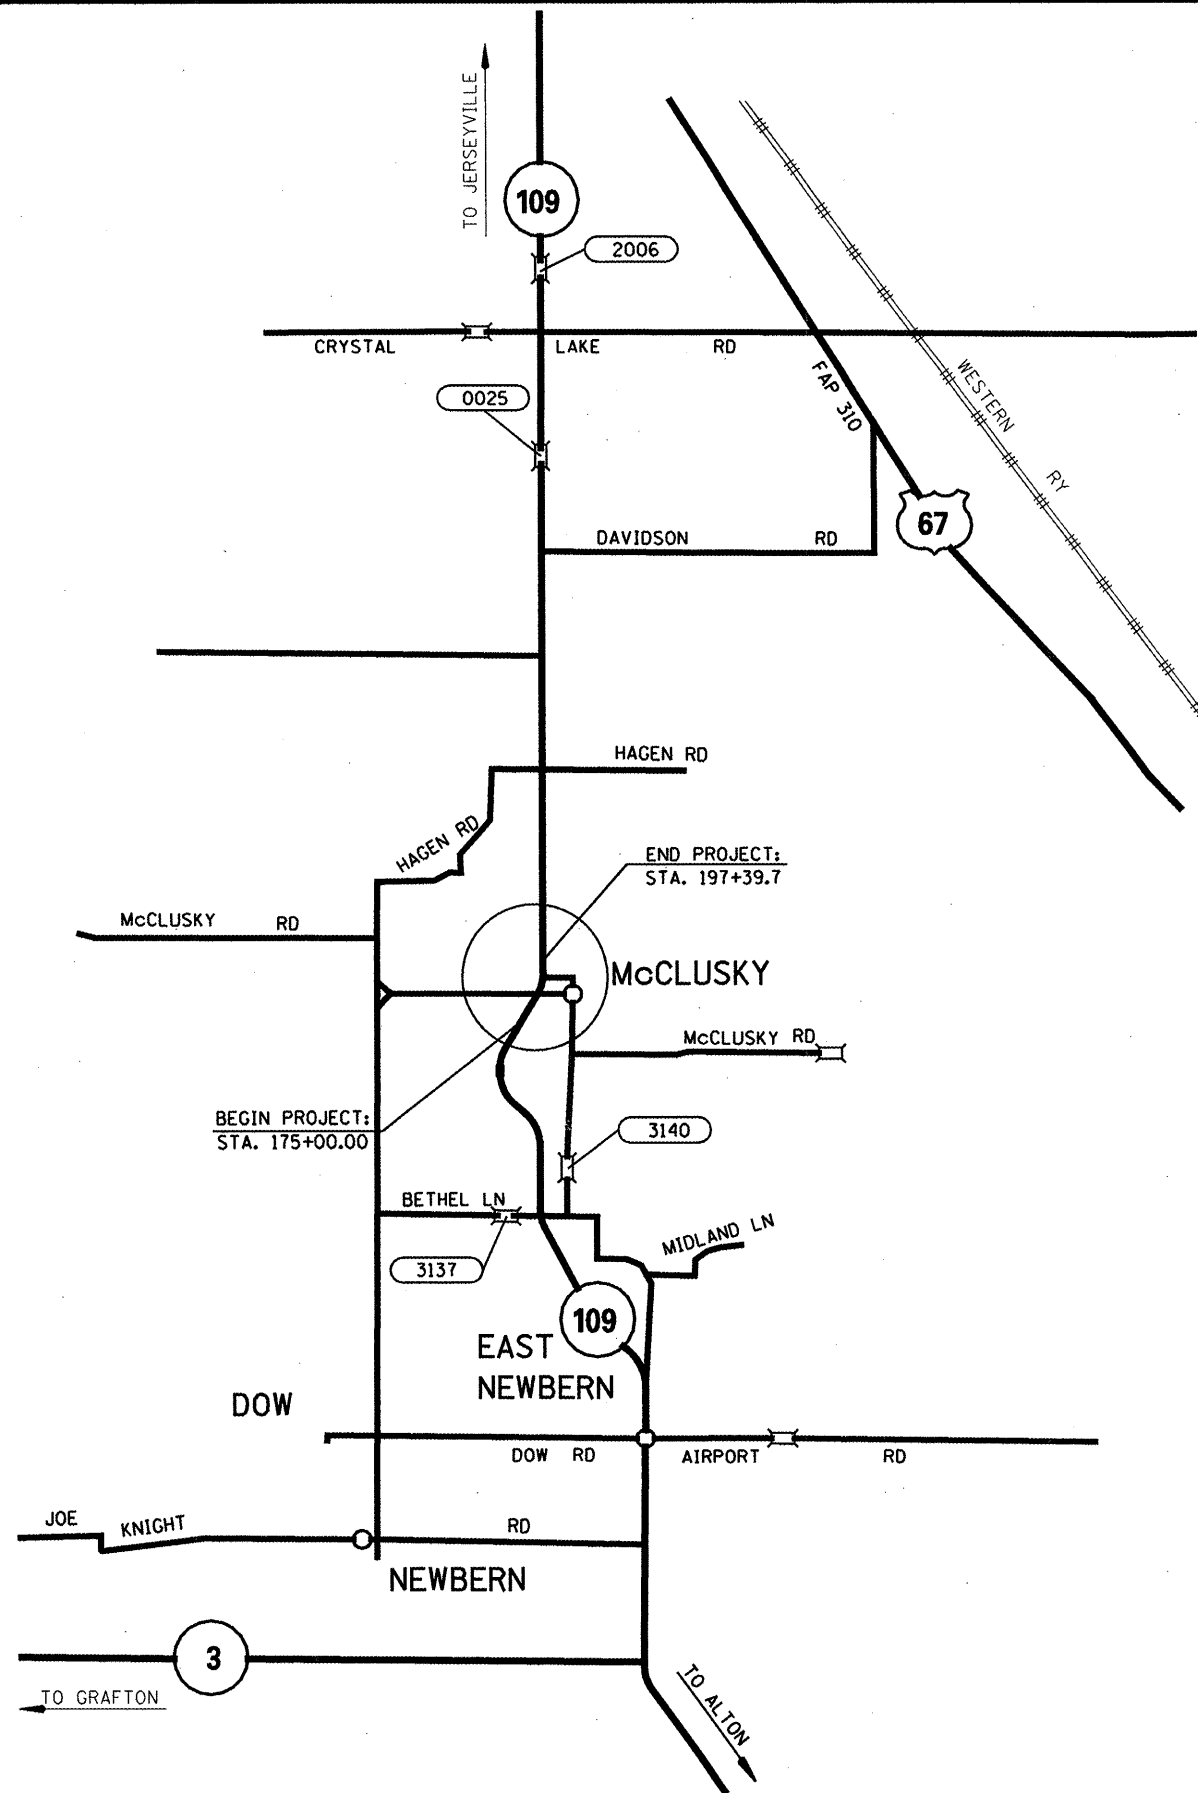 TO JERSEYVILLE
109
2006
CRYSTAL LAKE RD
0025
FAP 310
WESTERN RY
67
DAVIDSON RD
HAGEN RD
HAGEN RD
END PROJECT:
STA. 197+39.7
McCLUSKY RD
McCLUSKY
McCLUSKY RD
BEGIN PROJECT:
STA. 175+00.00
3140
BETHEL LN
MIDLAND LN
3137
109
EAST
NEWBERN
DOW
DOW RD
AIRPORT RD
JOE KNIGHT RD
NEWBERN
3
TO GRAFTON
TO ALTON